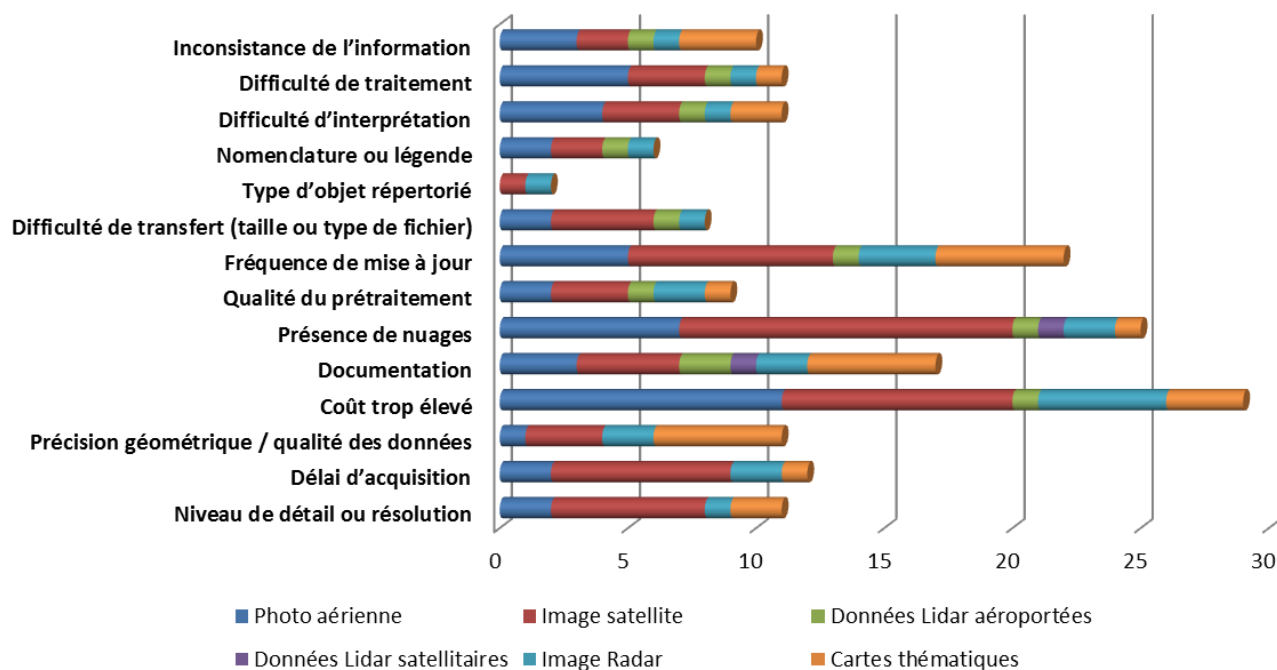 Inconsistance de l’information
Difficulté de traitement
Difficulté d’interprétation
Nomenclature ou légende
Type d’objet répertorié
Difficulté de transfert (taille ou type de fichier)
Fréquence de mise à jour
Qualité du prétraitement
Présence de nuages
Documentation
Coût trop élevé
Précision géométrique / qualité des données
Délai d’acquisition
Niveau de détail ou résolution
0 5 10 15 20 25 30
Photo aérienne Image satellite Données Lidar aéroportées
Données Lidar satellitaires Image Radar Cartes thématiques